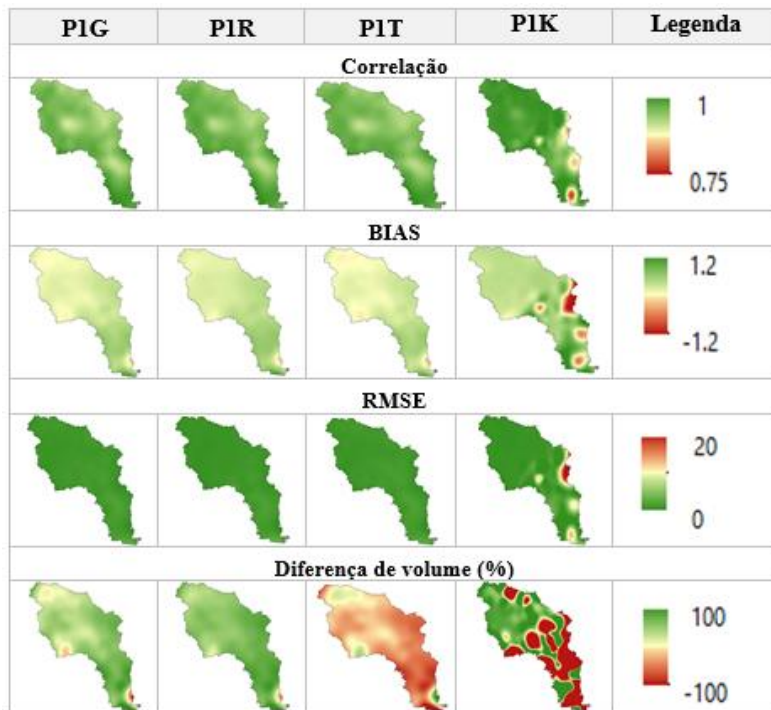 P1G P1R P1T P1K Legenda
Correlação
1
0.75
BIAS
1.2
-1.2
RMSE
20
0
Diferença de volume (%)
100
-100